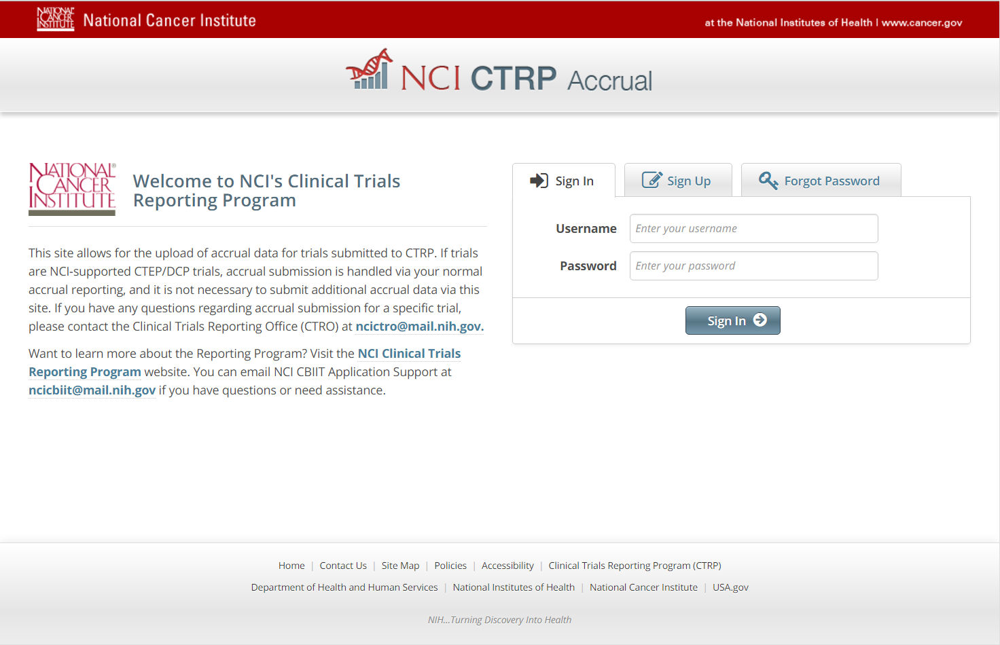 NATIONAL CANCER INSTITUTE National Cancer Institute
at the National Institutes of Health | www.cancer.gov
NCI CTRP Accrual
NATIONAL® CANCER INSTITUTE
Welcome to NCI's Clinical Trials
Reporting Program
This site allows for the upload of accrual data for trials submitted to CTRP. If trials
are NCI-supported CTEP/DCP trials, accrual submission is handled via your normal
accrual reporting, and it is not necessary to submit additional accrual data via this
site. If you have any questions regarding accrual submission for a specific trial,
please contact the Clinical Trials Reporting Office (CTRO) at ncictro@mail.nih.gov.
Want to learn more about the Reporting Program? Visit the NCI Clinical Trials
Reporting Program website. You can email NCI CBIIT Application Support at
ncicbiit@mail.nih.gov if you have questions or need assistance.
Sign In
Sign Up
Forgot Password
Username Enter your username
Password Enter your password
Sign In
Home | Contact Us | Site Map | Policies | Accessibility | Clinical Trials Reporting Program (CTRP)
Department of Health and Human Services | National Institutes of Health | National Cancer Institute | USA.gov
NIH...Turning Discovery Into Health